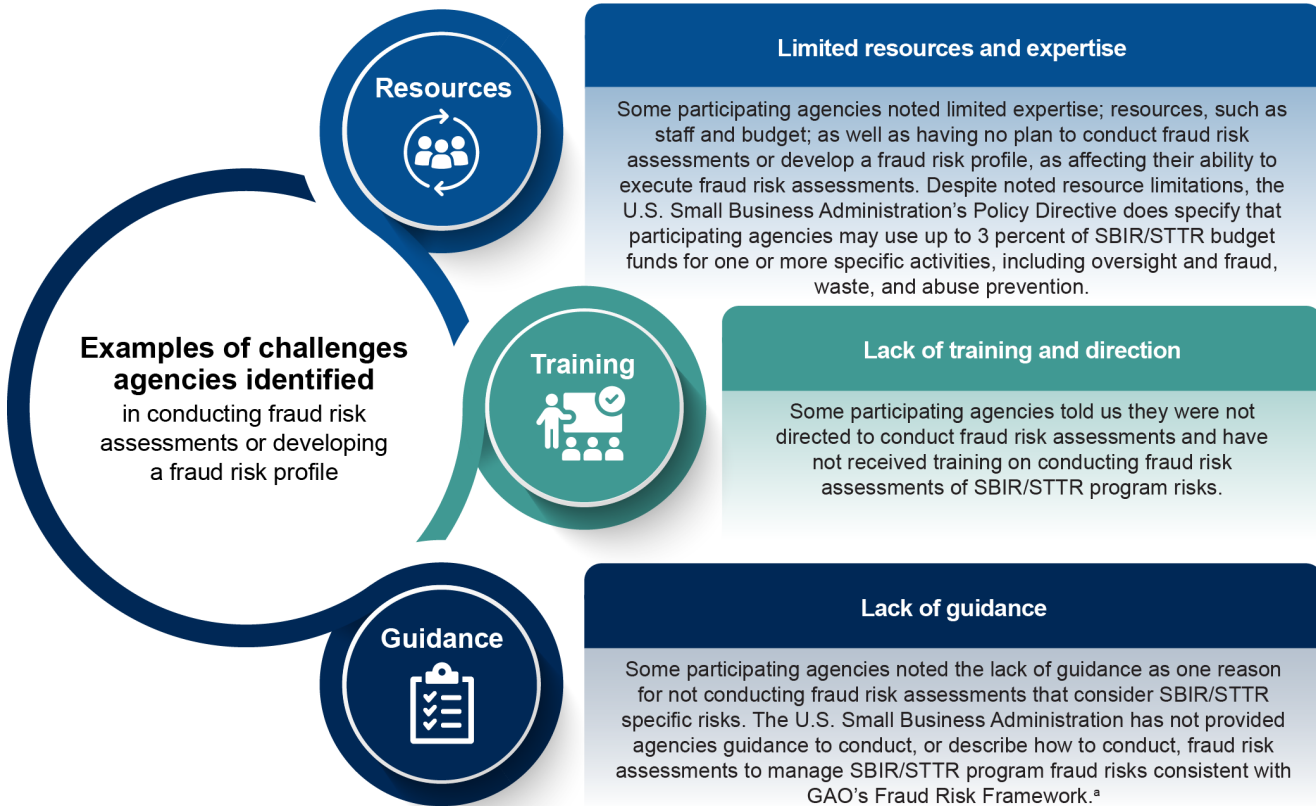 Examples of challenges
agencies identified
in conducting fraud risk
assessments or developing
a fraud risk profile
Resources
Limited resources and expertise
Some participating agencies noted limited expertise; resources, such as
staff and budget; as well as having no plan to conduct fraud risk
assessments or develop a fraud risk profile, as affecting their ability to
execute fraud risk assessments. Despite noted resource limitations, the
U.S. Small Business Administration’s Policy Directive does specify that
participating agencies may use up to 3 percent of SBIR/STTR budget
funds for one or more specific activities, including oversight and fraud,
waste, and abuse prevention.
Training
Lack of training and direction
Some participating agencies told us they were not
directed to conduct fraud risk assessments and have
not received training on conducting fraud risk
assessments of SBIR/STTR program risks.
Guidance
Lack of guidance
Some participating agencies noted the lack of guidance as one reason
for not conducting fraud risk assessments that consider SBIR/STTR
specific risks. The U.S. Small Business Administration has not provided
agencies guidance to conduct, or describe how to conduct, fraud risk
assessments to manage SBIR/STTR program fraud risks consistent with
GAO’s Fraud Risk Framework.ª